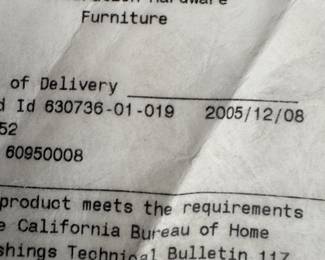 Hardware
Furniture
of Delivery
Id 630736-01-019 2005/12/08
52
60950008
product meets the requirements
California Bureau of Home
shings Technical Bulletin 117